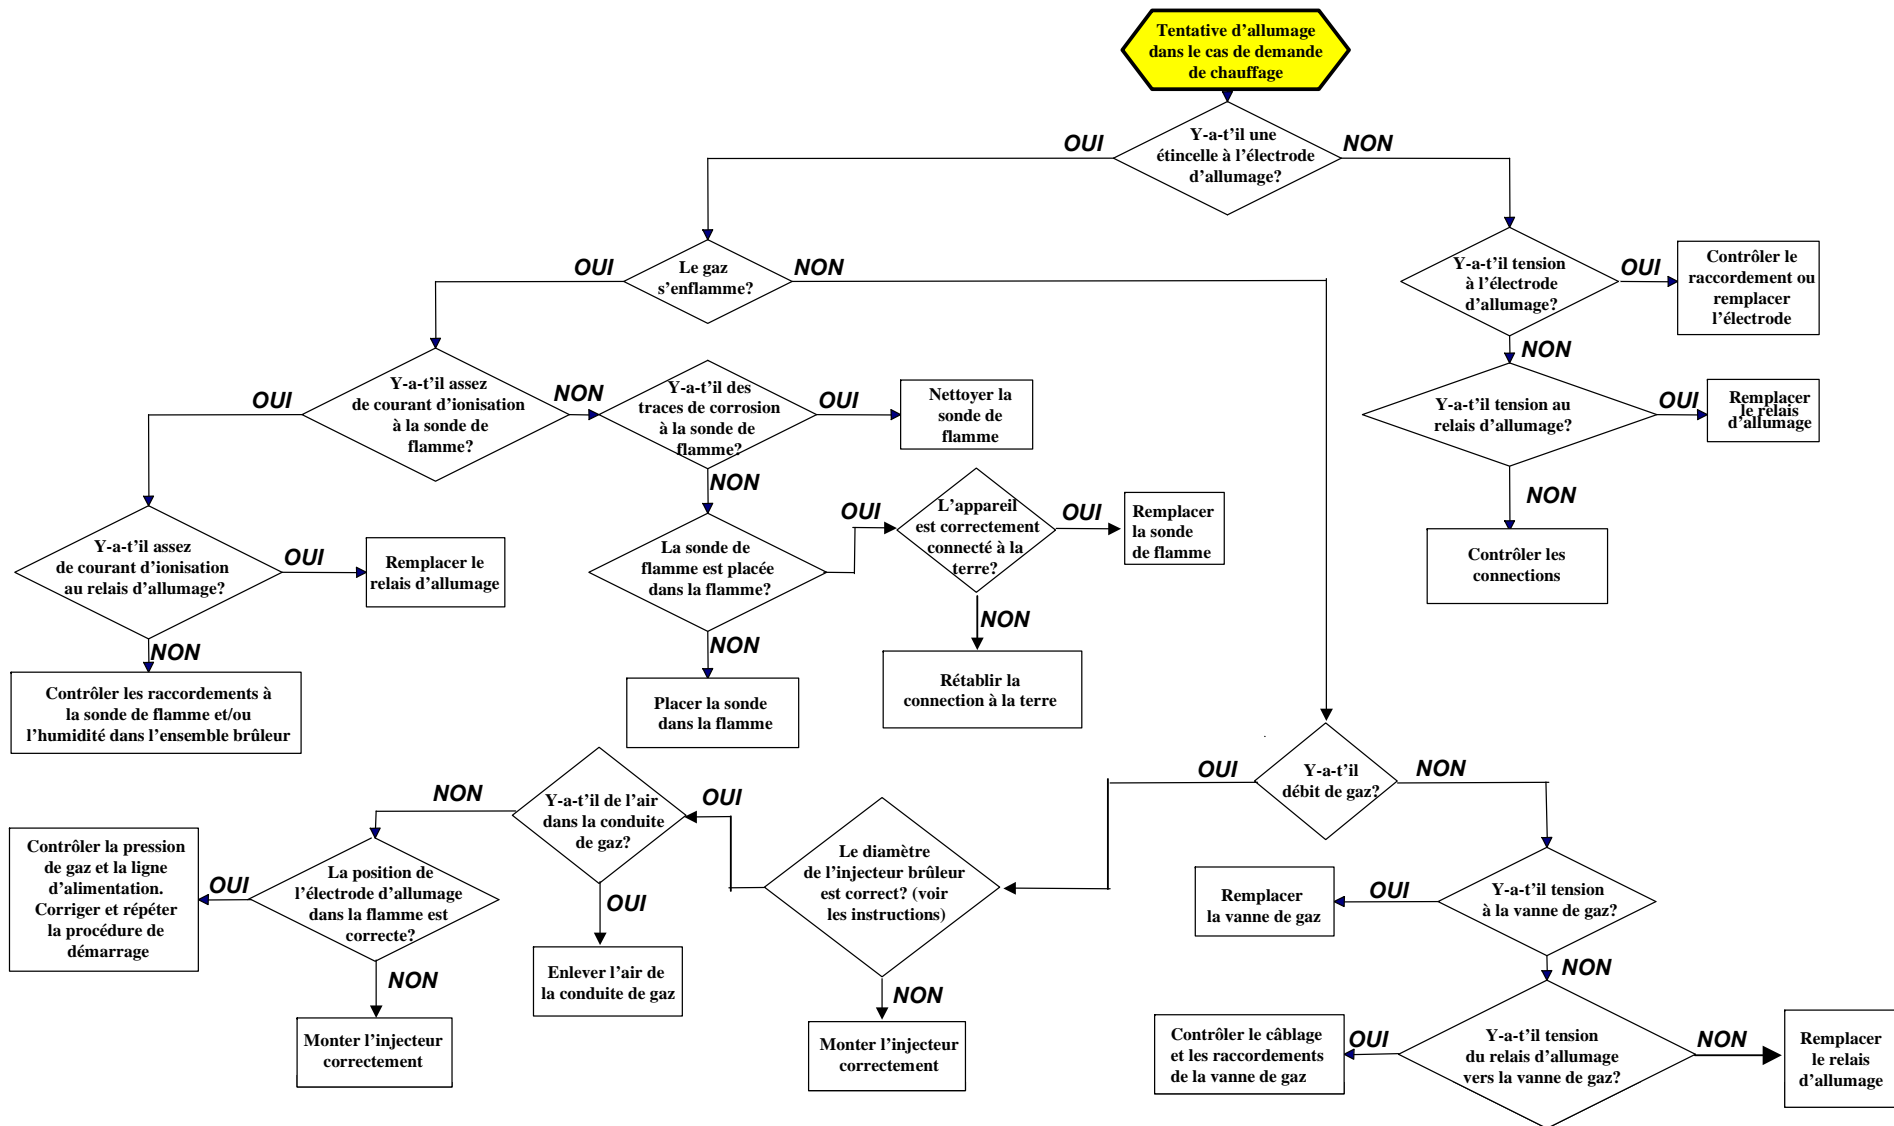 Tentative d'allumage
dans le cas de demande
de chauffage
Y-a-t'il une
étincelle à l'électrode
d'allumage?
OUI
NON
Le gaz
s'enflamme?
OUI
NON
Y-a-t'il tension
à l'électrode
d'allumage?
OUI
Contrôler le
raccordement ou
remplacer
l'électrode
NON
Y-a-t'il tension au
relais d'allumage?
OUI
Remplacer
le relais
d'allumage
NON
Contrôler les
connections
Y-a-t'il assez
de courant d'ionisation
à la sonde de
flamme?
OUI
NON
Y-a-t'il des
traces de corrosion
à la sonde de
flamme?
OUI
Nettoyer la
sonde de
flamme
NON
Y-a-t'il assez
de courant d'ionisation
au relais d'allumage?
OUI
Remplacer le
relais d'allumage
NON
Contrôler les raccordements à
la sonde de flamme et/ou
l'humidité dans l'ensemble brûleur
La sonde de
flamme est placée
dans la flamme?
OUI
NON
Placer la sonde
dans la flamme
L'appareil
est correctement
connecté à la
terre?
OUI
Remplacer
la sonde
de flamme
NON
Rétablir la
connection à la terre
Y-a-t'il
débit de gaz?
OUI
NON
Le diamètre
de l'injecteur brûleur
est correct? (voir
les instructions)
OUI
NON
Monter l'injecteur
correctement
Y-a-t'il de l'air
dans la conduite
de gaz?
NON
OUI
Enlever l'air de
la conduite de gaz
La position de
l'électrode d'allumage
dans la flamme est
correcte?
OUI
Contrôler la pression
de gaz et la ligne
d'alimentation.
Corriger et répéter
la procédure de
démarrage
NON
Monter l'injecteur
correctement
Y-a-t'il tension
à la vanne de gaz?
OUI
Remplacer
la vanne de gaz
NON
Y-a-t'il tension
du relais d'allumage
vers la vanne de gaz?
OUI
Contrôler le câblage
et les raccordements
de la vanne de gaz
NON
Remplacer
le relais
d'allumage